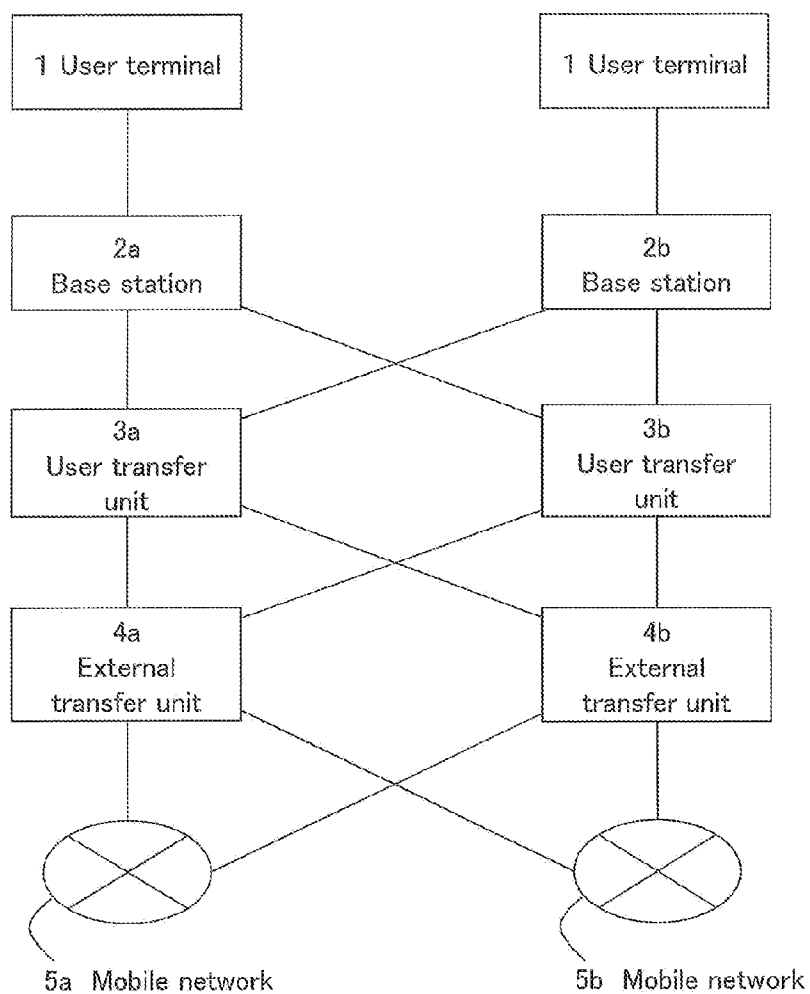 1 User terminal
1 User terminal
2a
Base station
2b
Base station
3a
User transfer
unit
3b
User transfer
unit
4a
External
transfer unit
4b
External
transfer unit
5a Mobile network
5b Mobile network